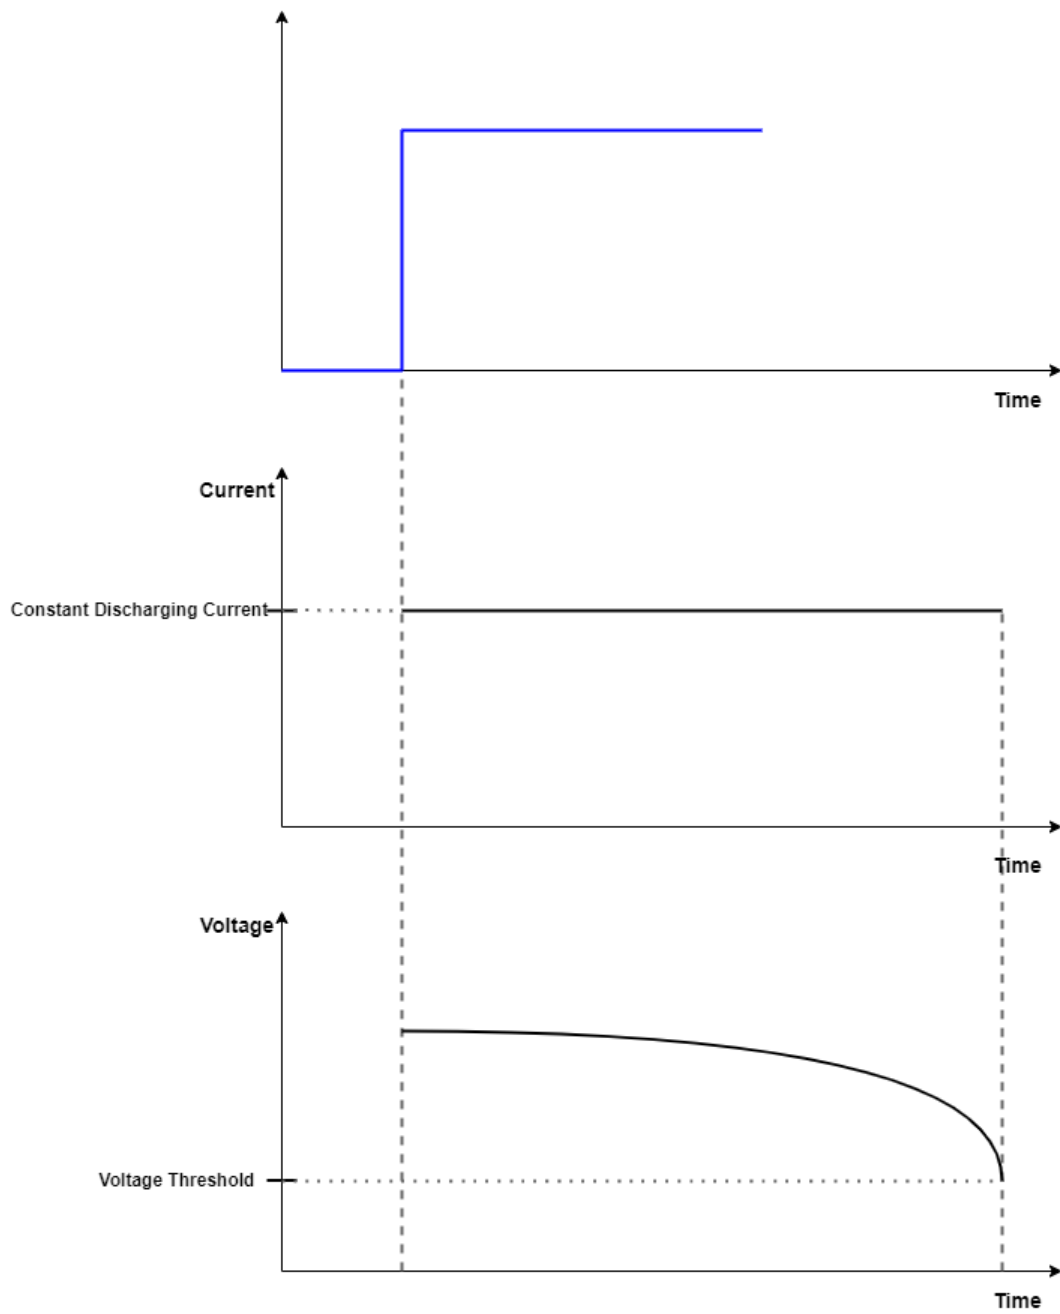 Time
Current
Constant Discharging Current
Time
Voltage
Voltage Threshold
Time